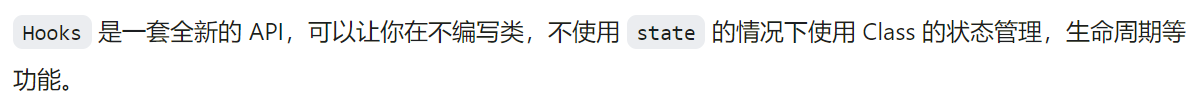 Hooks 是一套全新的 API，可以让你在不编写类，不使用 state 的情况下使用 Class 的状态管理，生命周期等
功能。